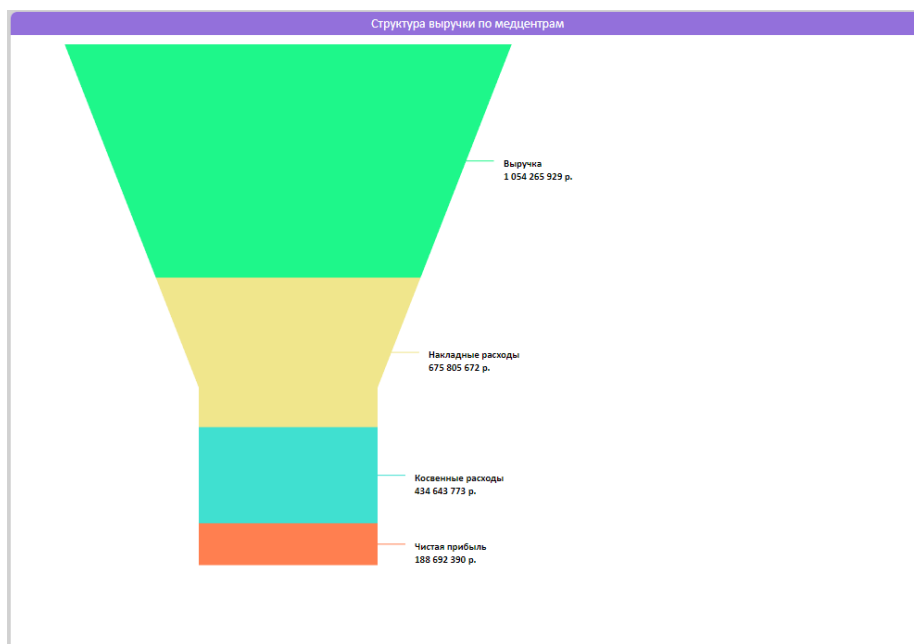 Структура выручки по медцентрам
Выручка
1 054 265 929 р.
Накладные расходы
675 805 672 р.
Косвенные расходы
434 643 773 р.
Чистая прибыль
188 692 390 р.